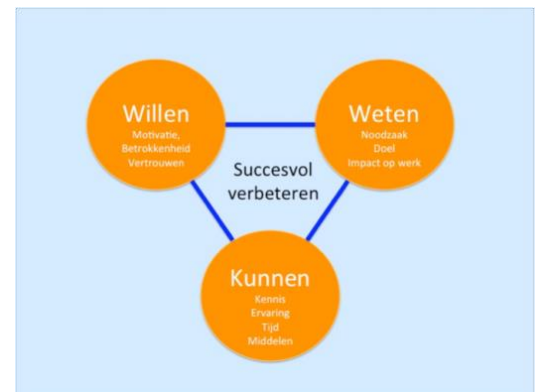 Willen
Motivatie,
Betrokkenheid
Vertrouwen
Weten
Noodzaak
Doel
Impact op werk
Succesvol
verbeteren
Kunnen
Kennis
Ervaring
Tijd
Middelen